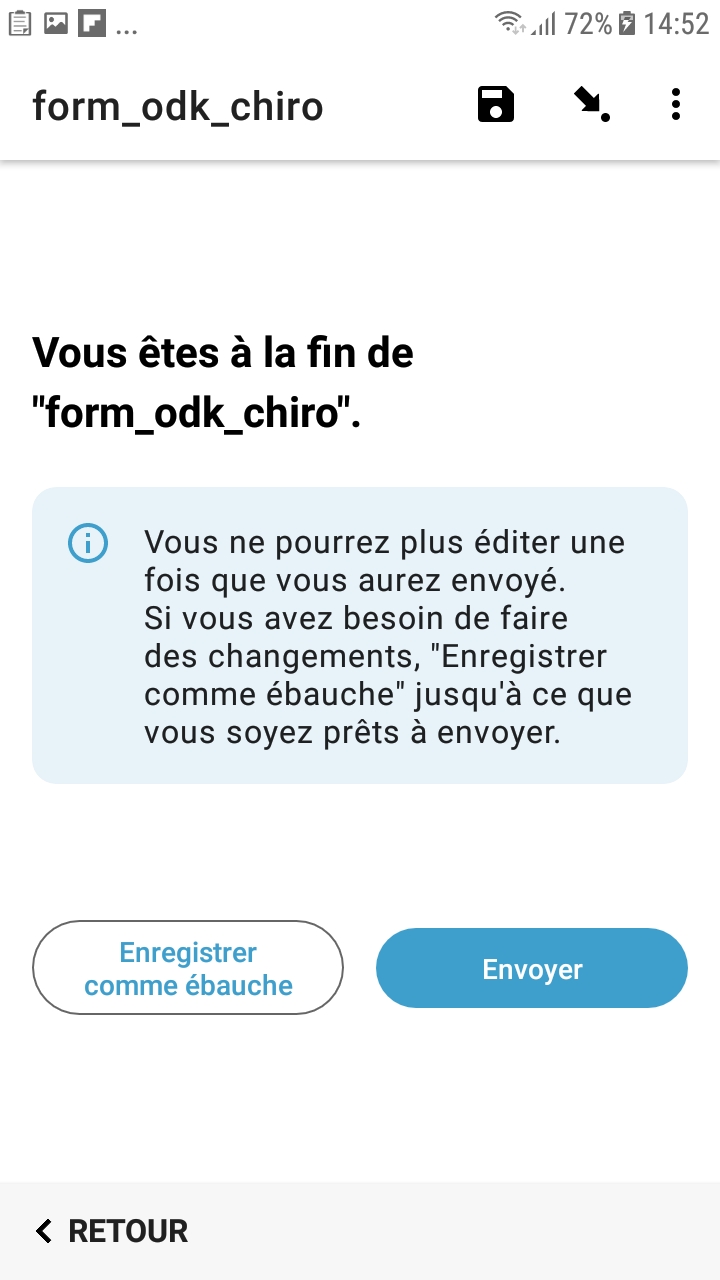 ... 72% 14:52
form_odk_chiro
Vous êtes à la fin de
"form_odk_chiro".
Vous ne pourrez plus éditer une
fois que vous aurez envoyé.
Si vous avez besoin de faire
des changements, "Enregistrer
comme ébauche" jusqu'à ce que
vous soyez prêts à envoyer.
Enregistrer
comme ébauche
Envoyer
RETOUR